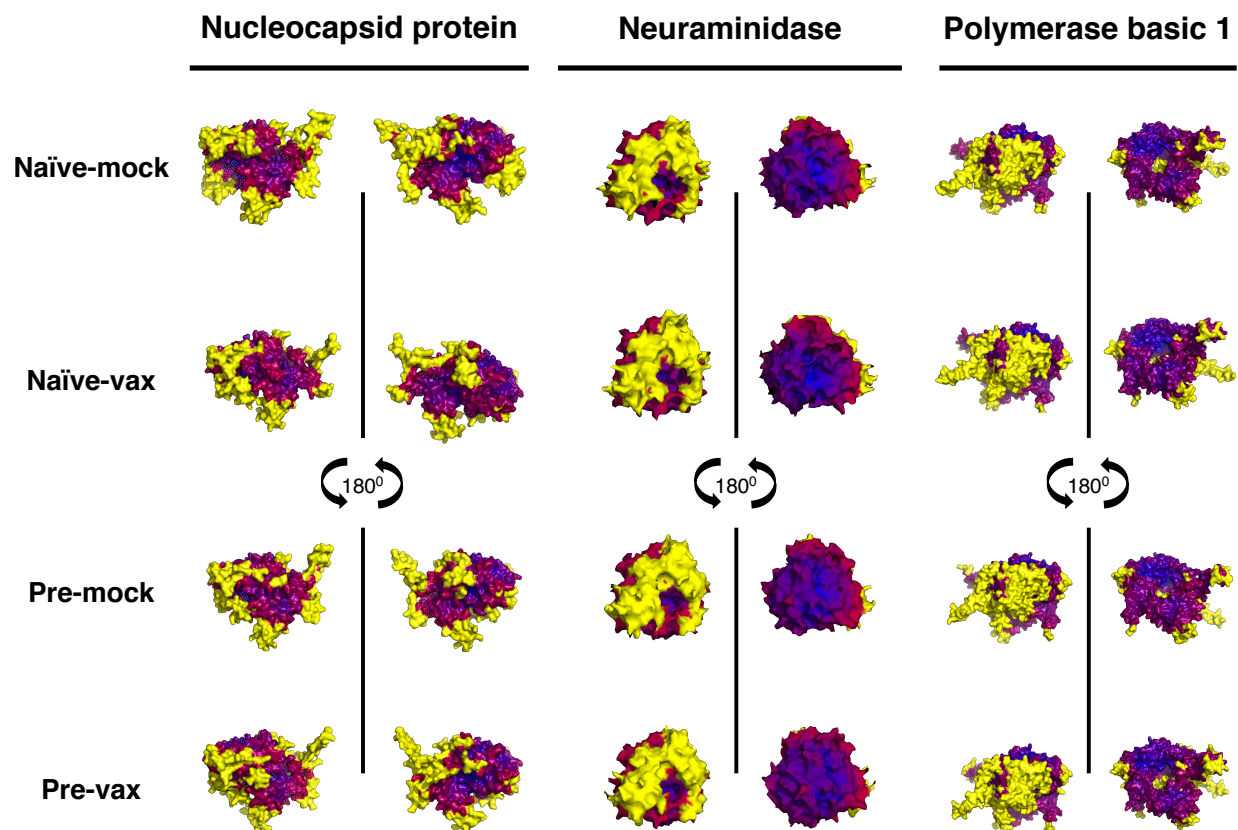 Nucleocapsid protein Neuraminidase Polymerase basic 1
Naïve-mock
Naïve-vax
180⁰ 180⁰ 180⁰
Pre-mock
Pre-vax